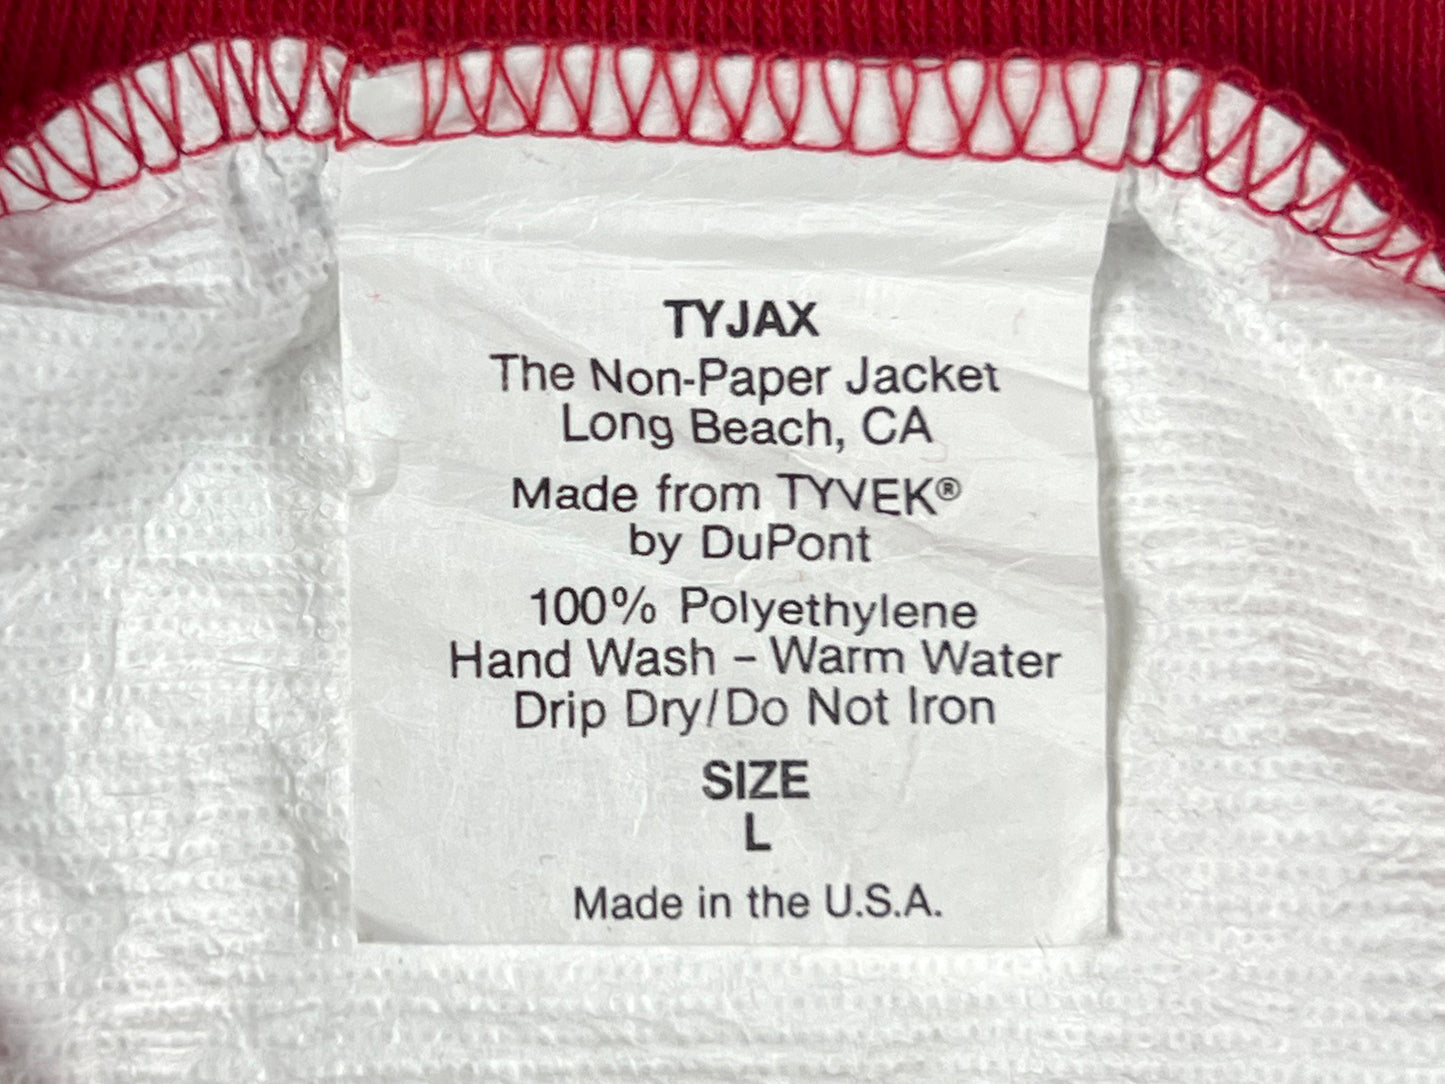 TYJAX
The Non-Paper Jacket
Long Beach, CA
Made from TYVEK®
by DuPont
100% Polyethylene
Hand Wash – Warm Water
Drip Dry/Do Not Iron
SIZE
L
Made in the U.S.A.